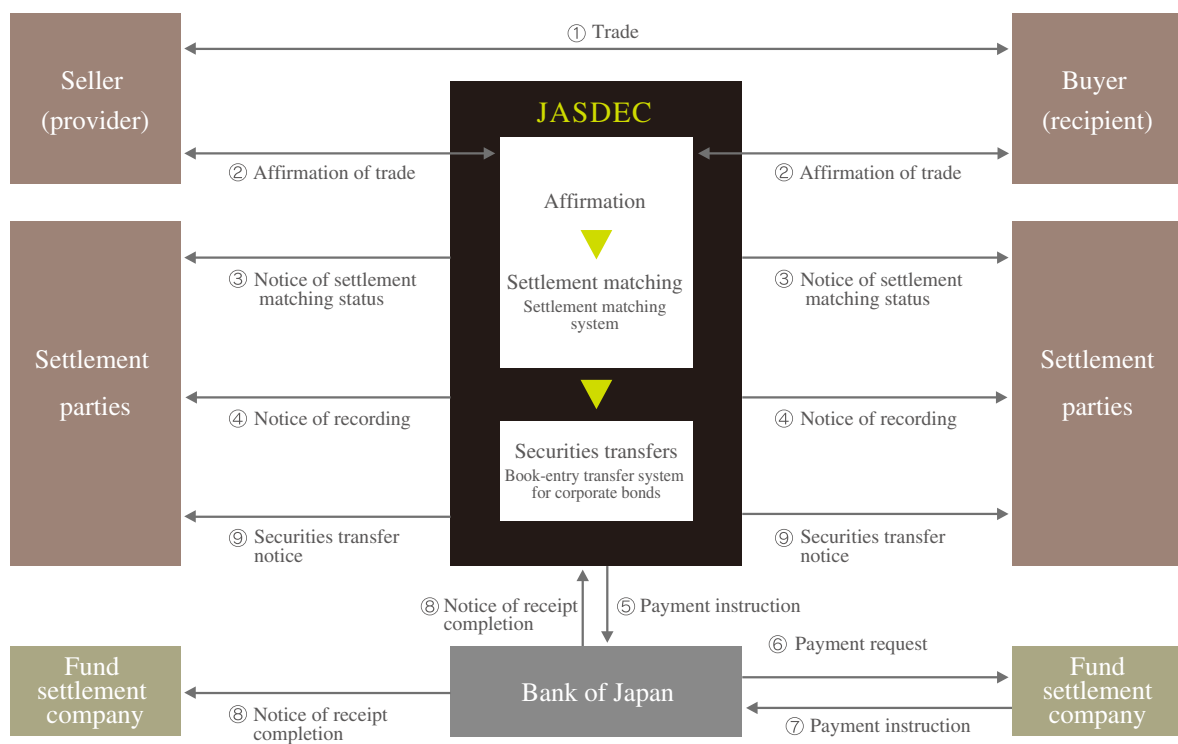 ① Trade
Seller
(provider)
Buyer
(recipient)
JASDEC
② Affirmation of trade
② Affirmation of trade
Affirmation
Settlement matching
Settlement matching
system
③ Notice of settlement
matching status
③ Notice of settlement
matching status
Settlement
parties
Settlement
parties
④ Notice of recording
④ Notice of recording
Securities transfers
Book-entry transfer system
for corporate bonds
⑨ Securities transfer
notice
⑨ Securities transfer
notice
⑧ Notice of receipt
completion
⑤ Payment instruction
⑥ Payment request
Fund
settlement
company
Bank of Japan
Fund
settlement
company
⑧ Notice of receipt
completion
⑦ Payment instruction